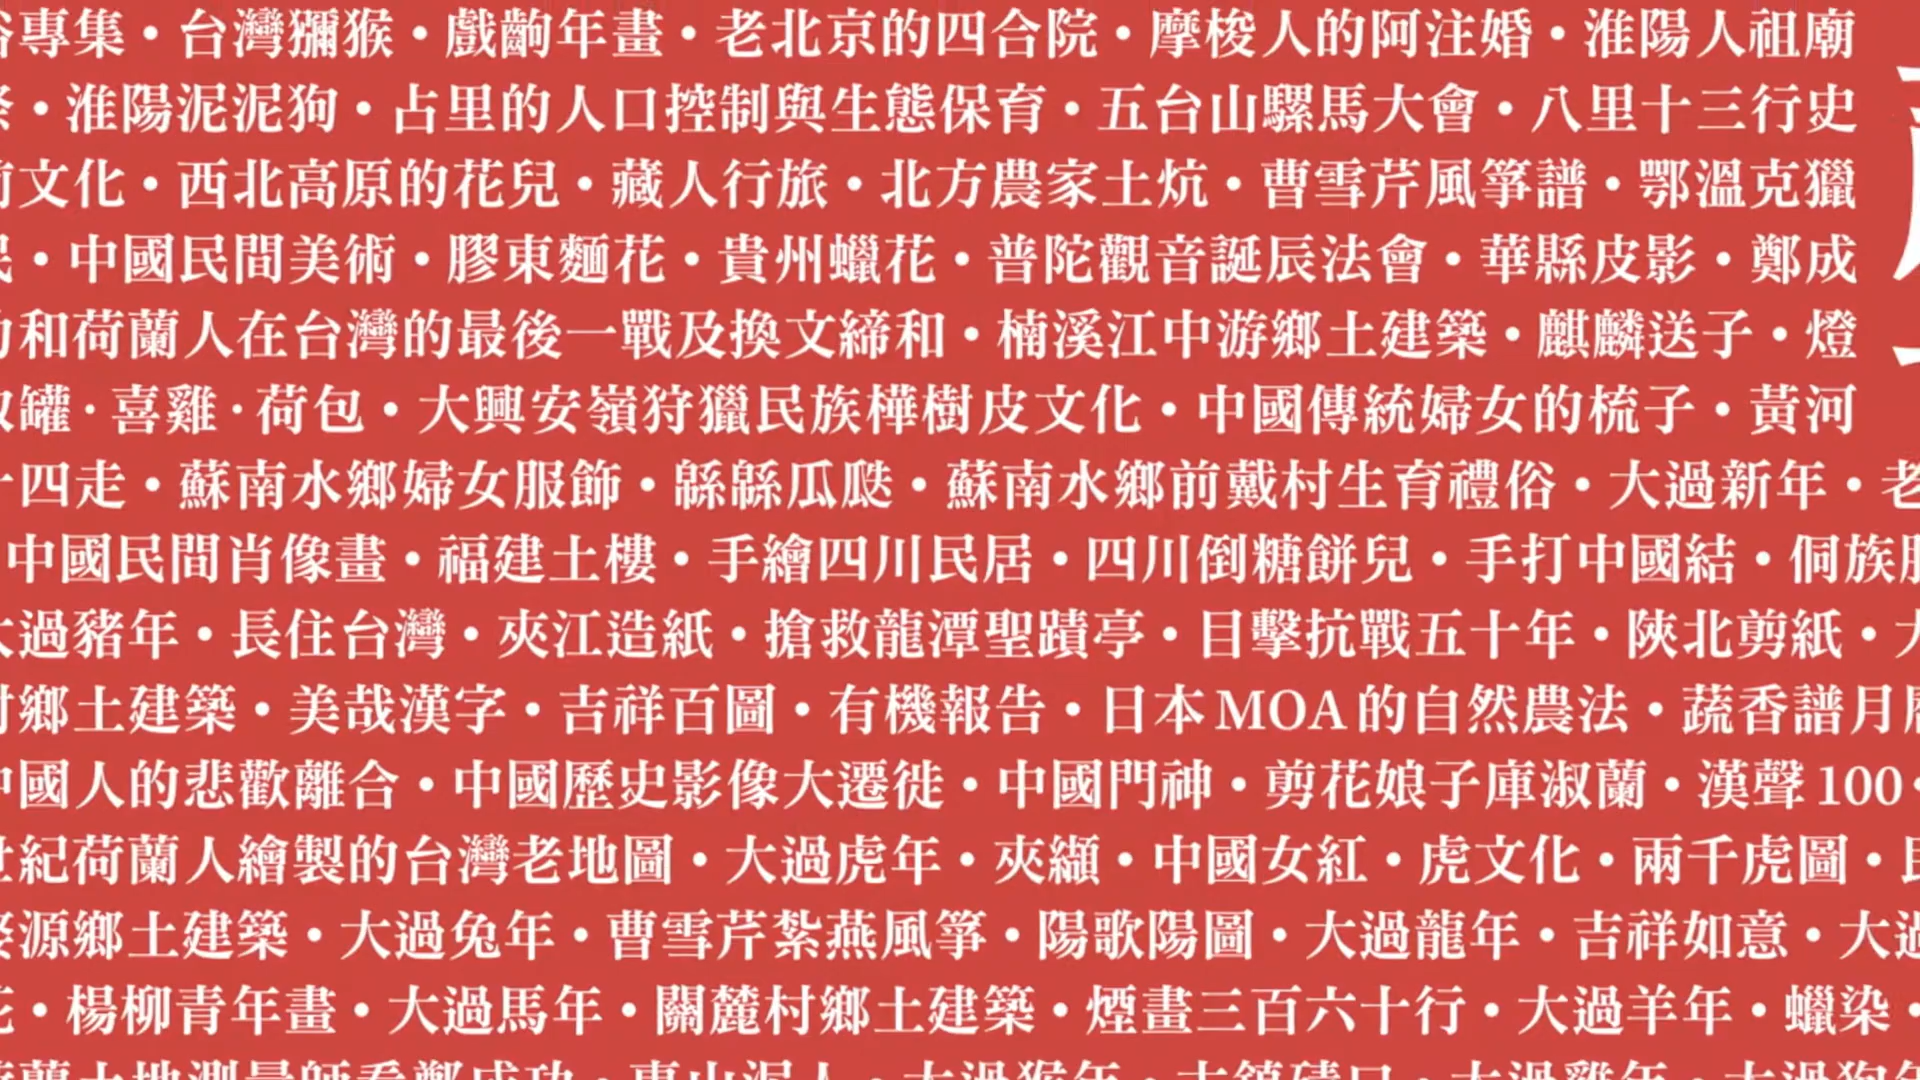 專集・台灣獼猴・戲齣年畫・老北京的四合院・摩梭人的阿注婚・淮陽人祖廟
・淮陽泥泥狗・占里的人口控制與生態保育・五台山騾馬大會・八里十三行史
文化・西北高原的花兒・藏人行旅・北方農家土炕・曹雪芹風箏譜・鄂溫克獵
民・中國民間美術・膠東麵花・貴州蠟花・普陀觀音誕辰法會・華縣皮影・鄭成
和荷蘭人在台灣的最後一戰及換文締和・楠溪江中游鄉土建築・麒麟送子・燈
罐・喜雞・荷包・大興安嶺狩獵民族樺樹皮文化・中國傳統婦女的梳子・黃河
十四走・蘇南水鄉婦女服飾・緜緜瓜瓞・蘇南水鄉前戴村生育禮俗・大過新年・老
中國民間肖像畫・福建土樓・手繪四川民居・四川倒糖餅兒・手打中國結・侗族
大過豬年・長住台灣・夾江造紙・搶救龍潭聖蹟亭・目擊抗戰五十年・陝北剪紙・大
村鄉土建築・美哉漢字・吉祥百圖・有機報告・日本MOA的自然農法・蔬香譜月曆
中國人的悲歡離合・中國歷史影像大遷徙・中國門神・剪花娘子庫淑蘭・漢聲100・
世紀荷蘭人繪製的台灣老地圖・大過虎年・夾纈・中國女紅・虎文化・兩千虎圖・民
婺源鄉土建築・大過兔年・曹雪芹紮燕風箏・陽歌陽圖・大過龍年・吉祥如意・大過
花・楊柳青年畫・大過馬年・關麓村鄉土建築・煙畫三百六十行・大過羊年・蠟染・